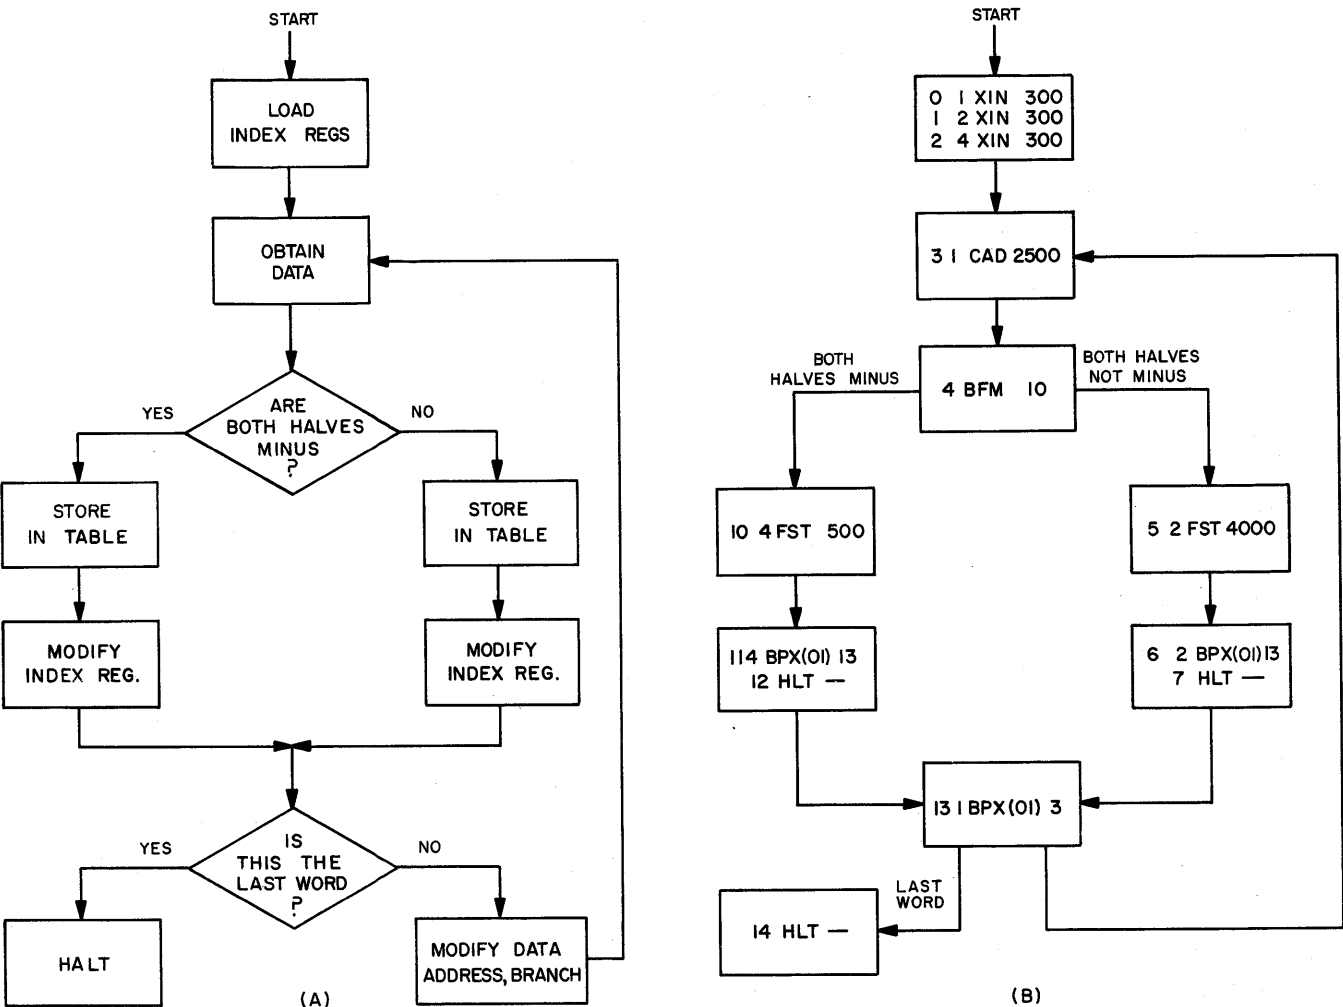 START
LOAD
INDEX REGS
OBTAIN
DATA
ARE
BOTH HALVES
MINUS
?
YES
NO
STORE
IN TABLE
STORE
IN TABLE
MODIFY
INDEX REG.
MODIFY
INDEX REG.
IS
THIS THE
LAST WORD
?
YES
NO
HALT
MODIFY DATA
ADDRESS, BRANCH
(A)
START
0 1 XIN 300
1 2 XIN 300
2 4 XIN 300
3 1 CAD 2500
4 BFM 10
BOTH
HALVES MINUS
BOTH HALVES
NOT MINUS
10 4 FST 500
5 2 FST 4000
11 4 BPX(01) 13
12 HLT —
6 2 BPX(01) 13
7 HLT —
13 1 BPX(01) 3
LAST
WORD
14 HLT —
(B)